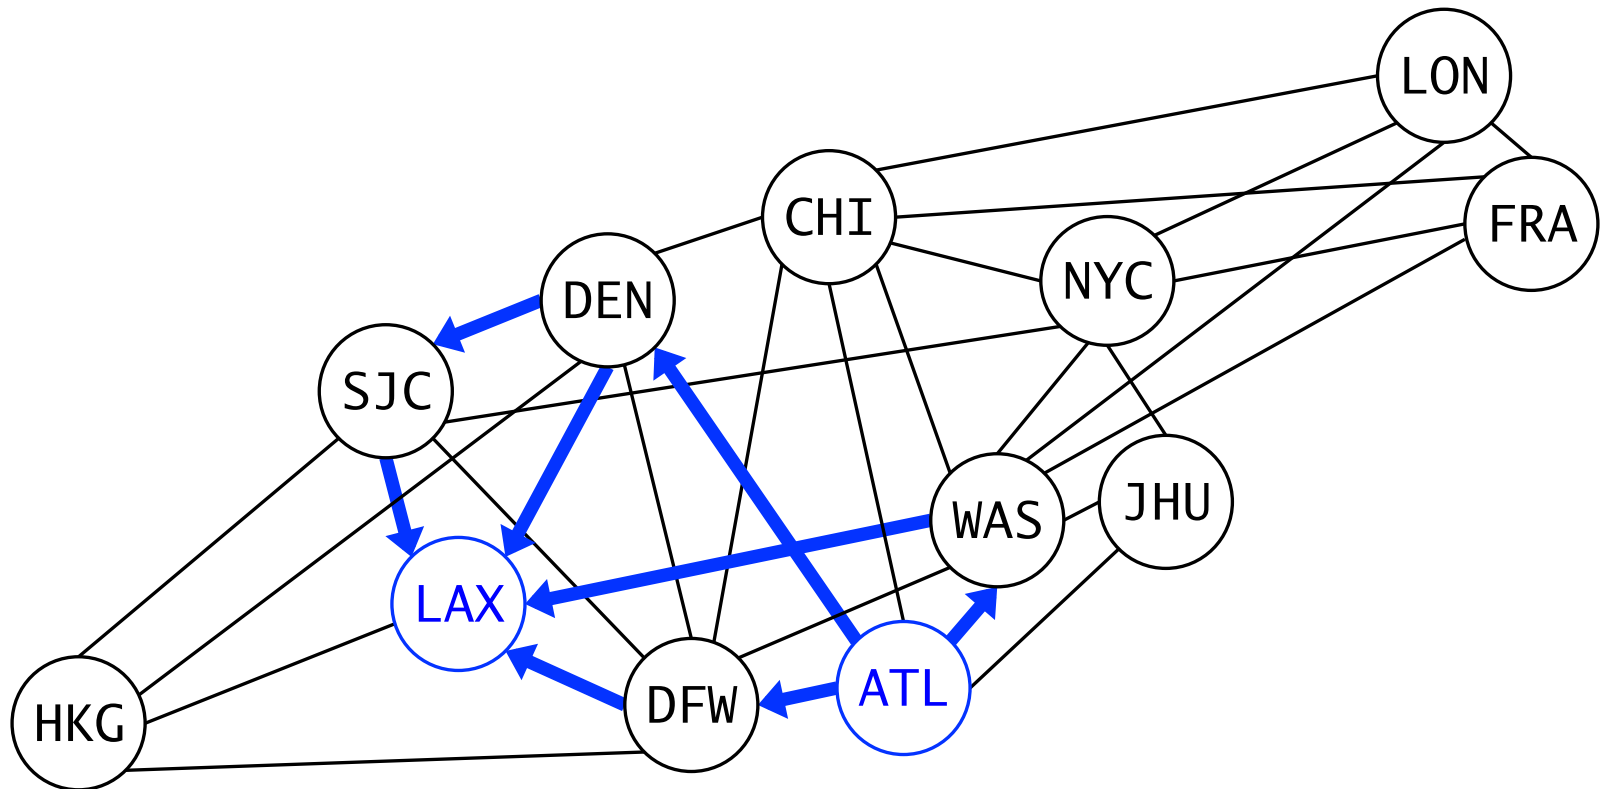 LON
CHI
FRA
NYC
DEN
SJC
JHU
WAS
LAX
ATL
DFW
HKG